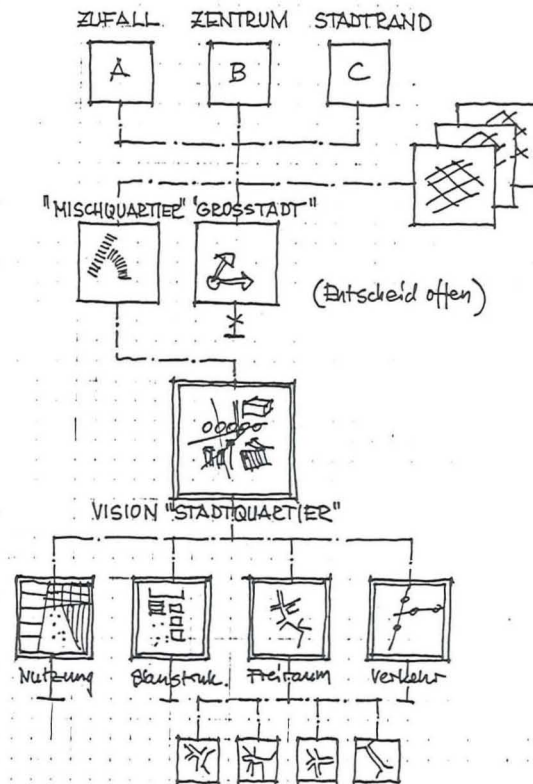 ZUFALL ZENTRUM STADTRAND
A B C
"MISCHQUARTIER" "GROSSTADT"
(Entscheid offen)
VISION "STADTQUARTIER"
Nutzung Baustruk. Freiraum Verkehr